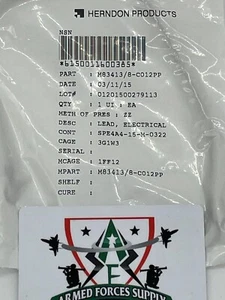 HERNDON PRODUCTS
NSN
*6150011600385*
PART : M83413/8-C012PP
DATE : 03/11/15
LOT# : 01201500279113
QTY : 1 UI : EA
METH OF PRES : ZZ
DESC : LEAD, ELECTRICAL
CONT : SPE4A4-15-M-0322
CAGE : 3G1W3
SERIAL :
MCAGE : 1FF12
MPART : M83413/8-C012PP
SHELF :
CURE :
ARMED FORCES SUPPLY